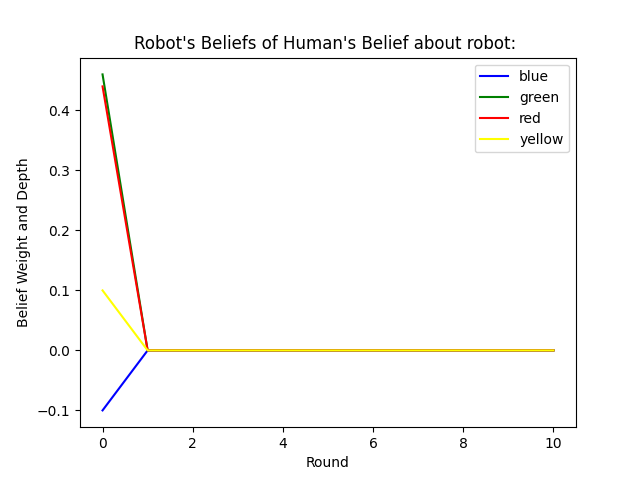 Robot's Beliefs of Human's Belief about robot:
blue
green
red
yellow
Belief Weight and Depth
0.4
0.3
0.2
0.1
0.0
−0.1
0 2 4 6 8 10
Round